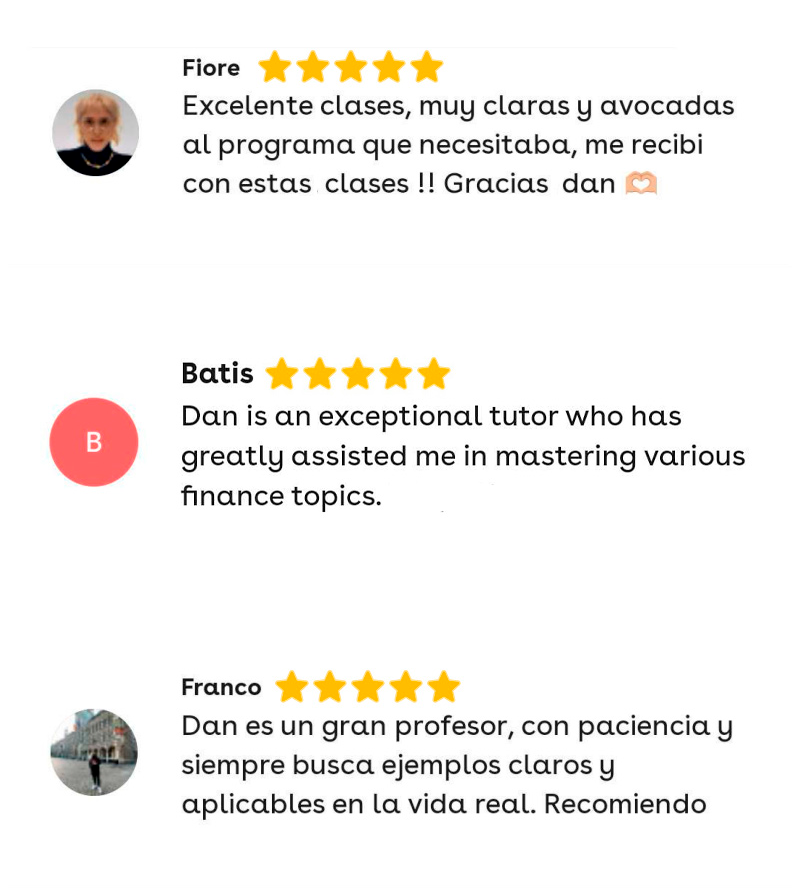 Fiore
Excelente clases, muy claras y avocadas
al programa que necesitaba, me recibi
con estas clases !! Gracias dan 🫶🏻
Batis
B
Dan is an exceptional tutor who has
greatly assisted me in mastering various
finance topics.
Franco
Dan es un gran profesor, con paciencia y
siempre busca ejemplos claros y
aplicables en la vida real. Recomiendo